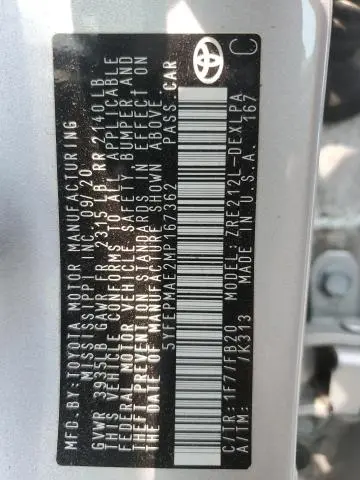 MFD. BY: TOYOTA MOTOR MANUFACTURING
MISSISSIPPI INC. 09/20
GVWR 3935LB GAWR FR 2315 LB RR 2140 LB
THIS VEHICLE CONFORMS TO ALL APPLICABLE
FEDERAL MOTOR VEHICLE SAFETY, BUMPER AND
THEFT PREVENTION STANDARDS IN EFFECT ON
THE DATE OF MANUFACTURE SHOWN ABOVE.
5YFEPMAE2MP167362 PASS. CAR
C
C/TR: 1F7/FB20 MODEL: ZRE212L-DEXLPA
A/TM: /K313 MADE IN U.S.A. 167